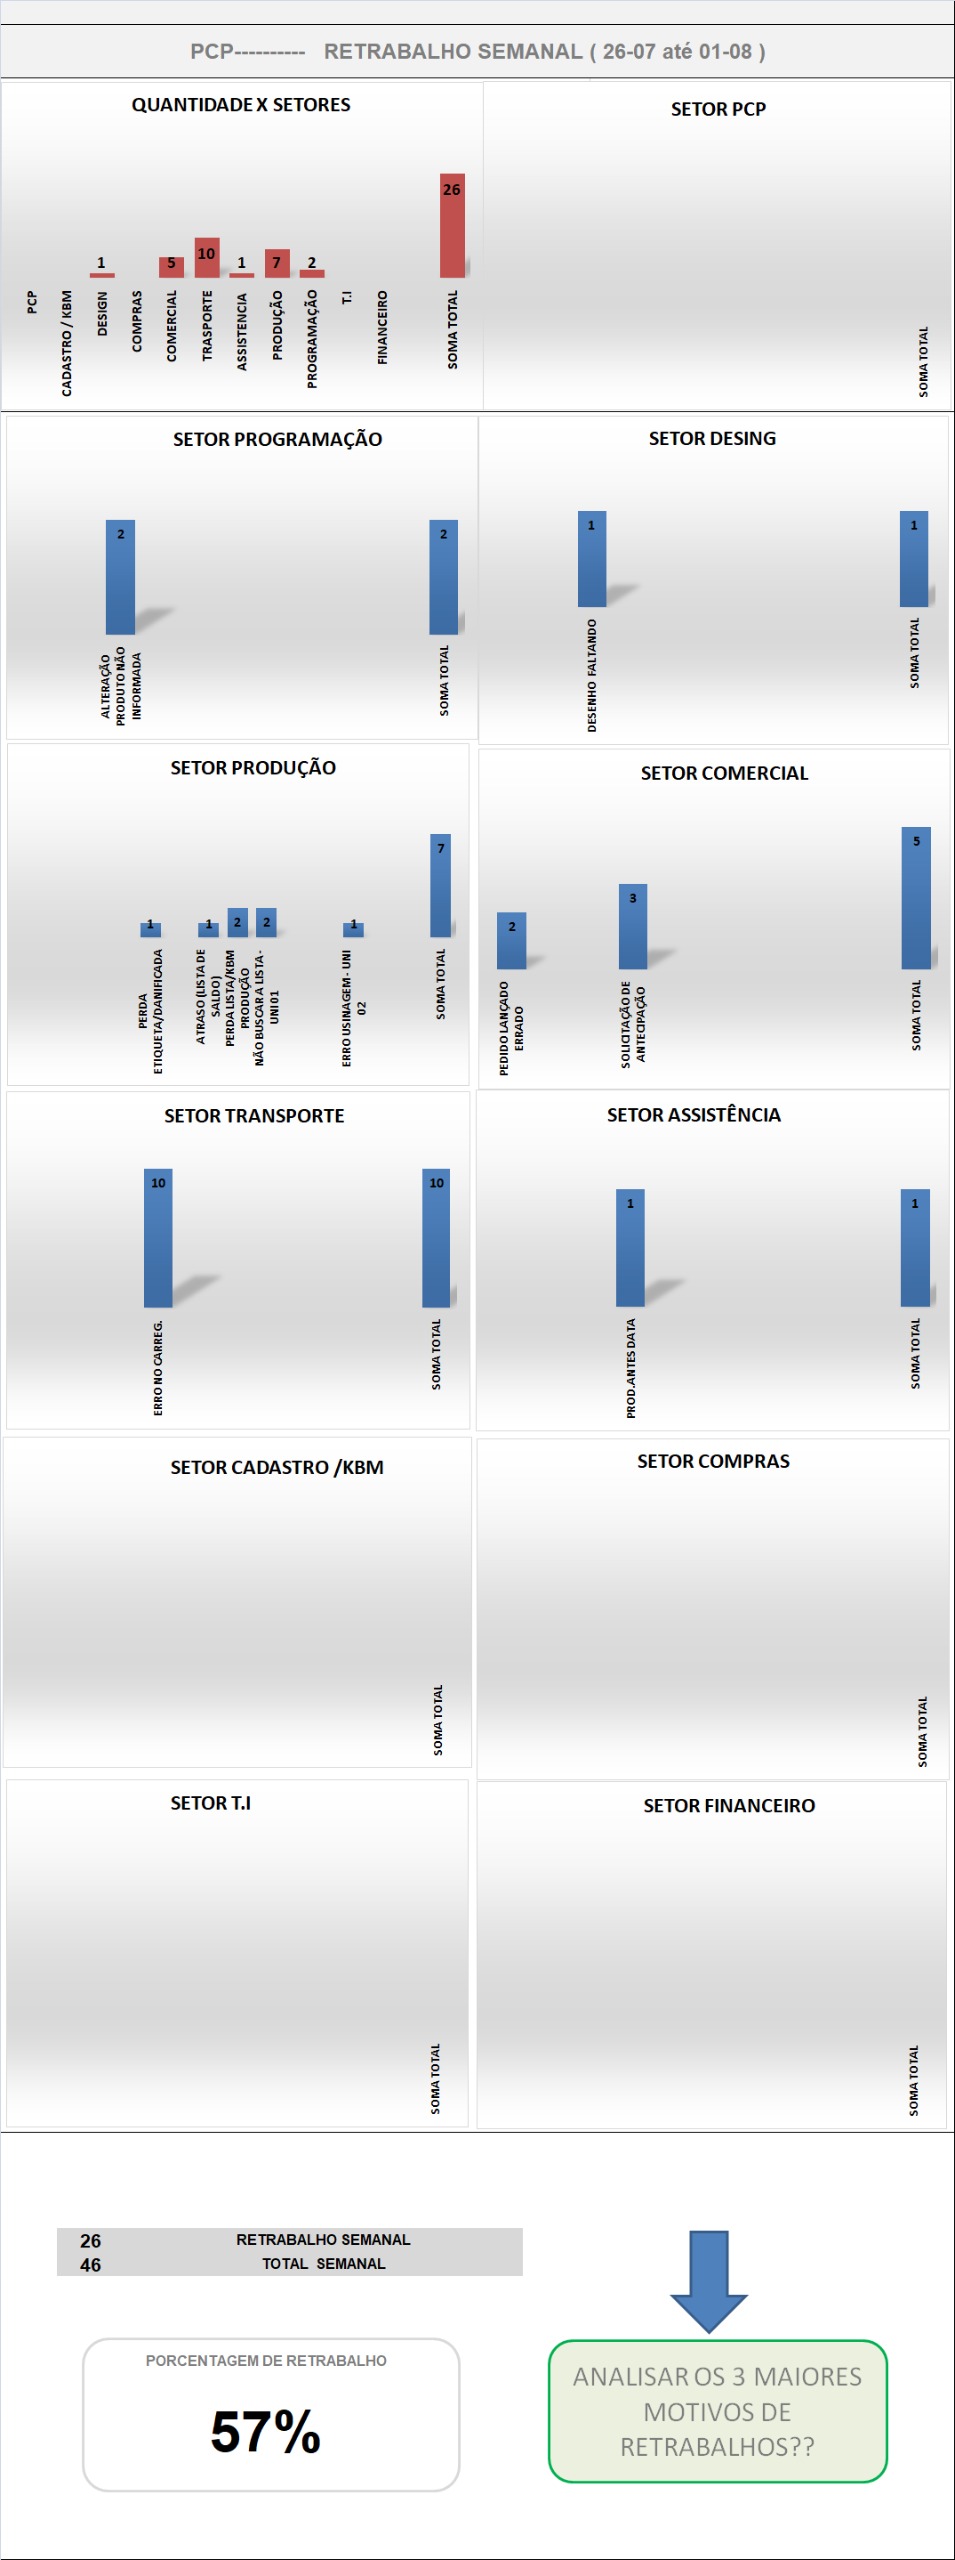 PCP---------- RETRABALHO SEMANAL ( 26-07 até 01-08 )
QUANTIDADE X SETORES
26
10
7
5
2
1
1
PCP
CADASTRO / KBM
DESIGN
COMPRAS
COMERCIAL
TRASPORTE
ASSISTENCIA
PRODUÇÃO
PROGRAMAÇÃO
T.I
FINANCEIRO
SOMA TOTAL
SETOR PCP
SOMA TOTAL
SETOR PROGRAMAÇÃO
2
2
ALTERAÇÃO
PRODUTO NÃO
INFORMADA
SOMA TOTAL
SETOR DESING
1
1
DESENHO FALTANDO
SOMA TOTAL
SETOR PRODUÇÃO
1
1
2
2
1
7
PERDA
ETIQUETA/DANIFICADA
ATRASO (LISTA DE
SALDO)
PERDA LISTA/KBM
PRODUÇÃO
NÃO BUSCAR A LISTA -
UNI 01
ERRO USINAGEM - UNI
02
SOMA TOTAL
SETOR COMERCIAL
2
3
5
PEDIDO LANÇADO
ERRADO
SOLICITAÇÃO DE
ANTECIPAÇÃO
SOMA TOTAL
SETOR TRANSPORTE
10
10
ERRO NO CARREG.
SOMA TOTAL
SETOR ASSISTÊNCIA
1
1
PROD.ANTES DATA
SOMA TOTAL
SETOR CADASTRO /KBM
SOMA TOTAL
SETOR COMPRAS
SOMA TOTAL
SETOR T.I
SOMA TOTAL
SETOR FINANCEIRO
SOMA TOTAL
26 RETRABALHO SEMANAL
46 TOTAL SEMANAL
PORCENTAGEM DE RETRABALHO
57%
ANALISAR OS 3 MAIORES
MOTIVOS DE
RETRABALHOS??